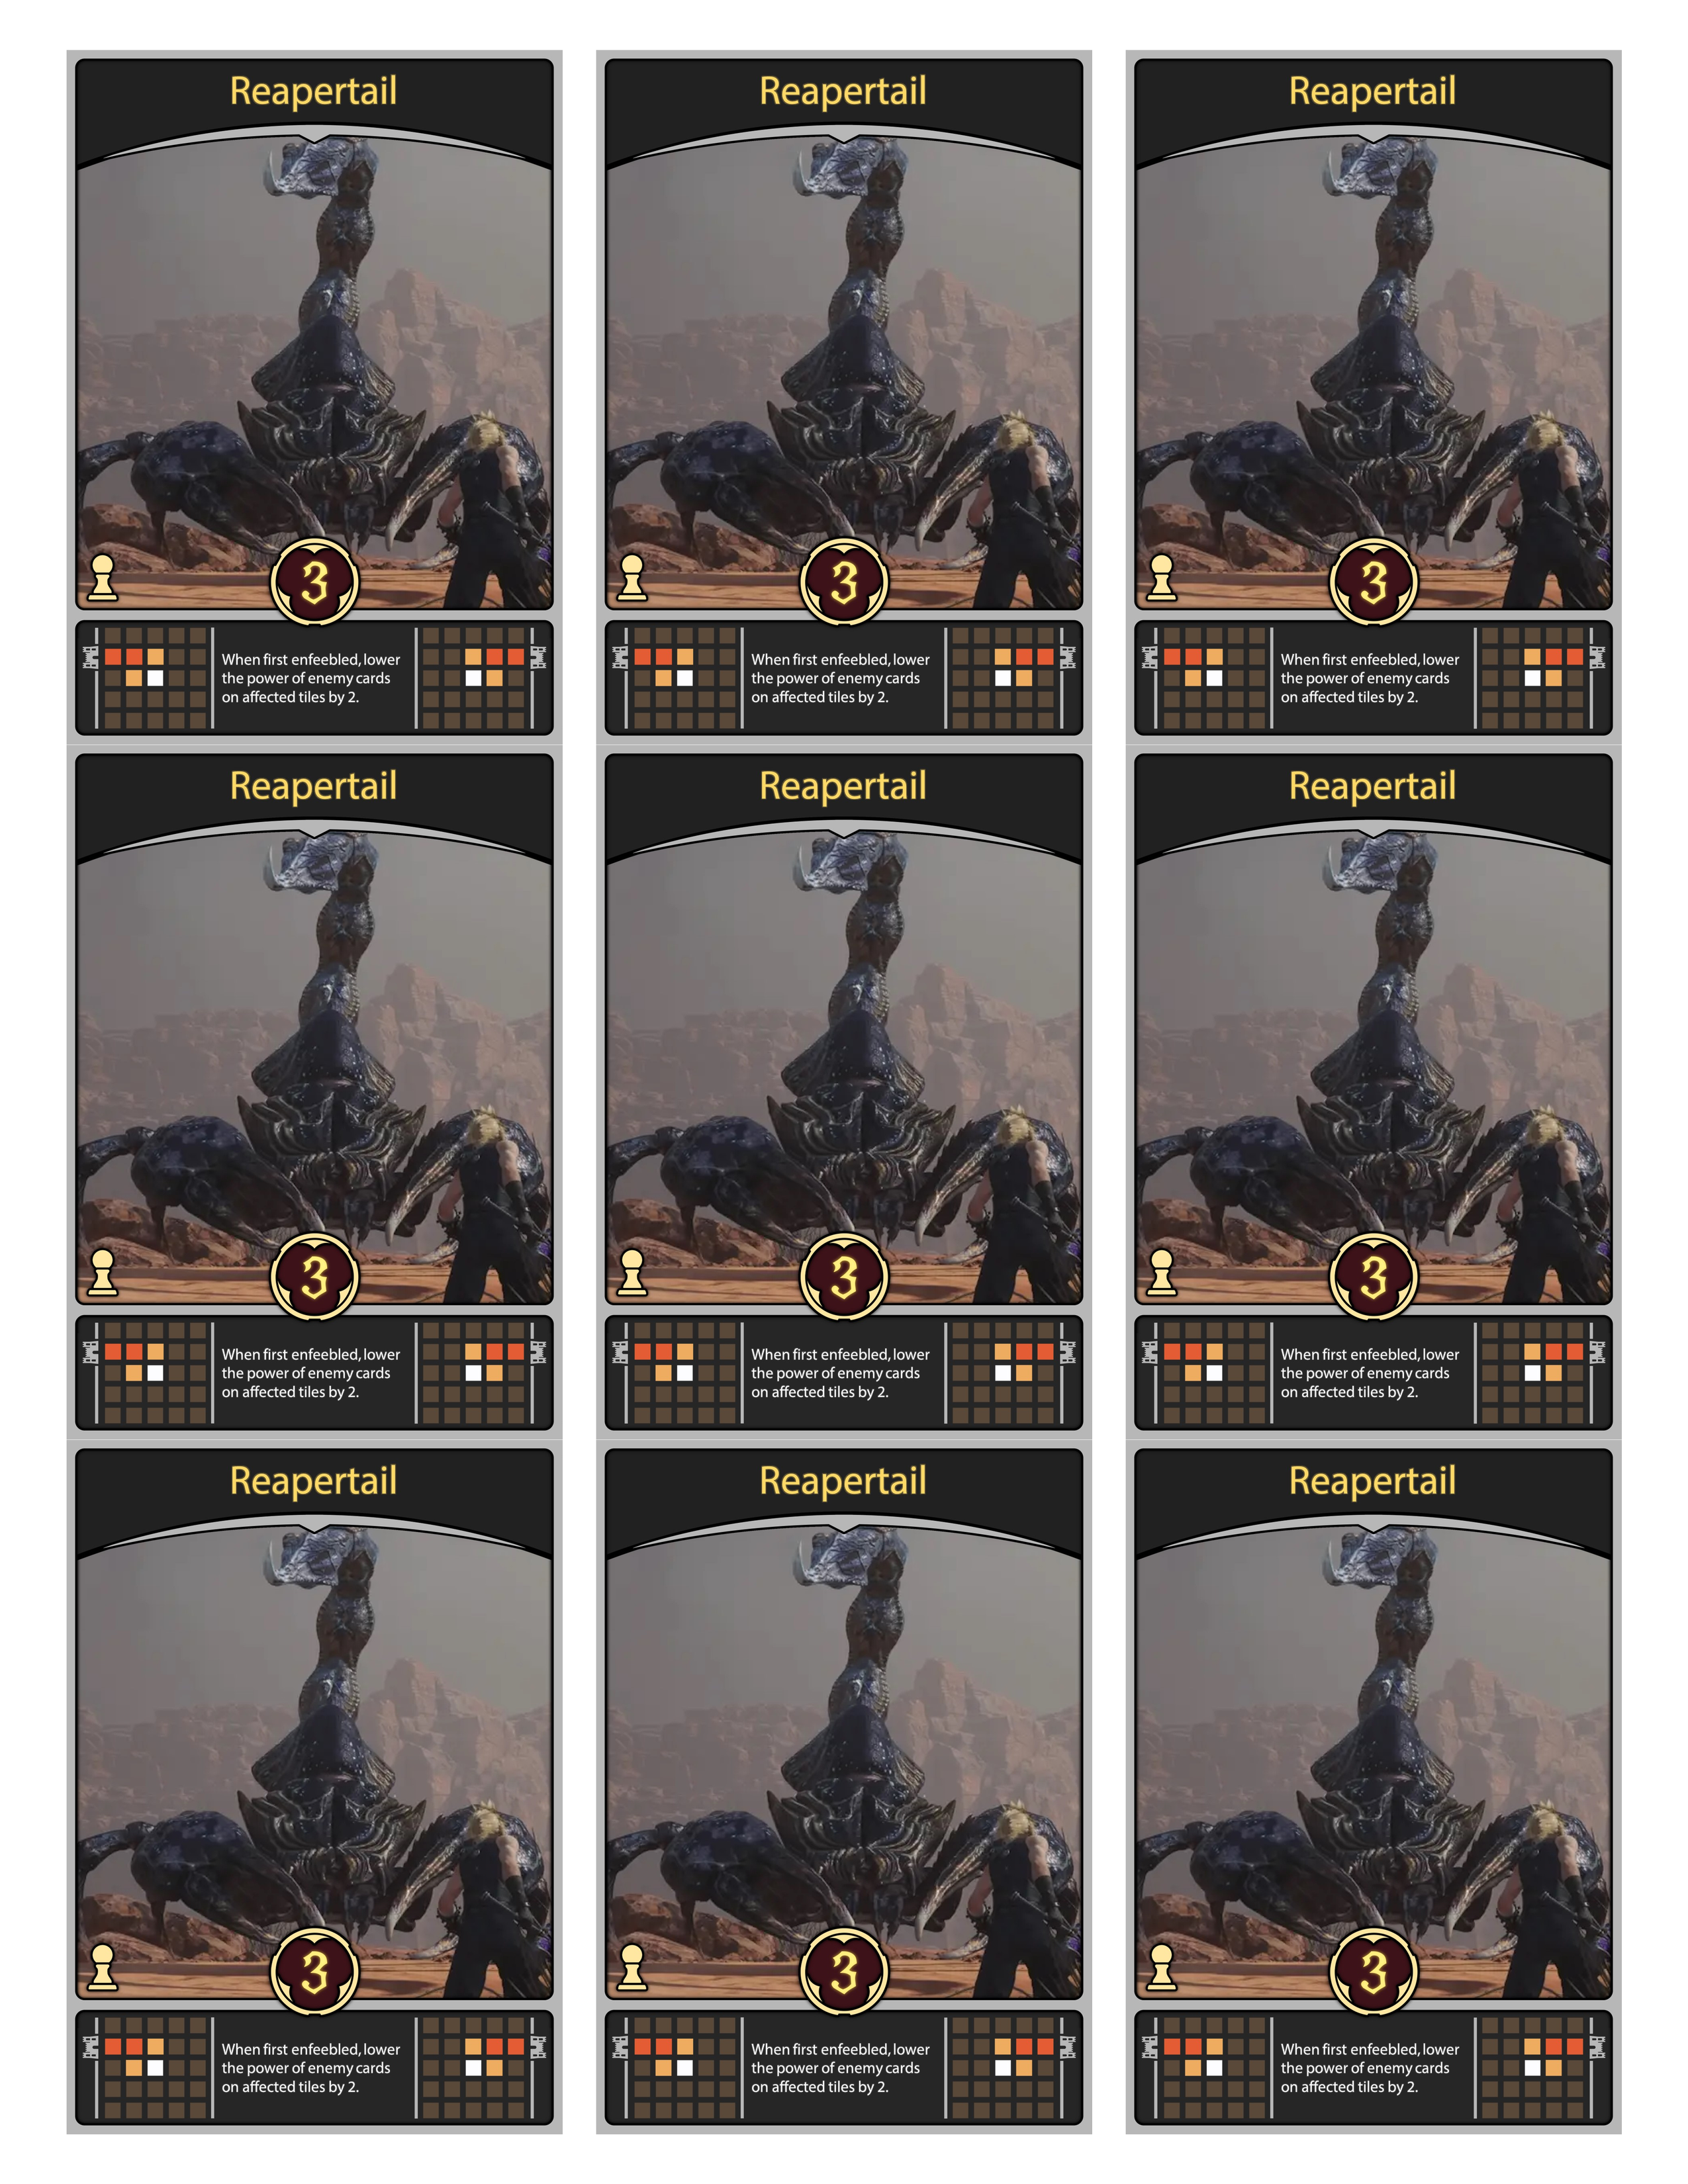 Reapertail
3
When first enfeebled, lower
the power of enemy cards
on affected tiles by 2.
Reapertail
3
When first enfeebled, lower
the power of enemy cards
on affected tiles by 2.
Reapertail
3
When first enfeebled, lower
the power of enemy cards
on affected tiles by 2.
Reapertail
3
When first enfeebled, lower
the power of enemy cards
on affected tiles by 2.
Reapertail
3
When first enfeebled, lower
the power of enemy cards
on affected tiles by 2.
Reapertail
3
When first enfeebled, lower
the power of enemy cards
on affected tiles by 2.
Reapertail
3
When first enfeebled, lower
the power of enemy cards
on affected tiles by 2.
Reapertail
3
When first enfeebled, lower
the power of enemy cards
on affected tiles by 2.
Reapertail
3
When first enfeebled, lower
the power of enemy cards
on affected tiles by 2.